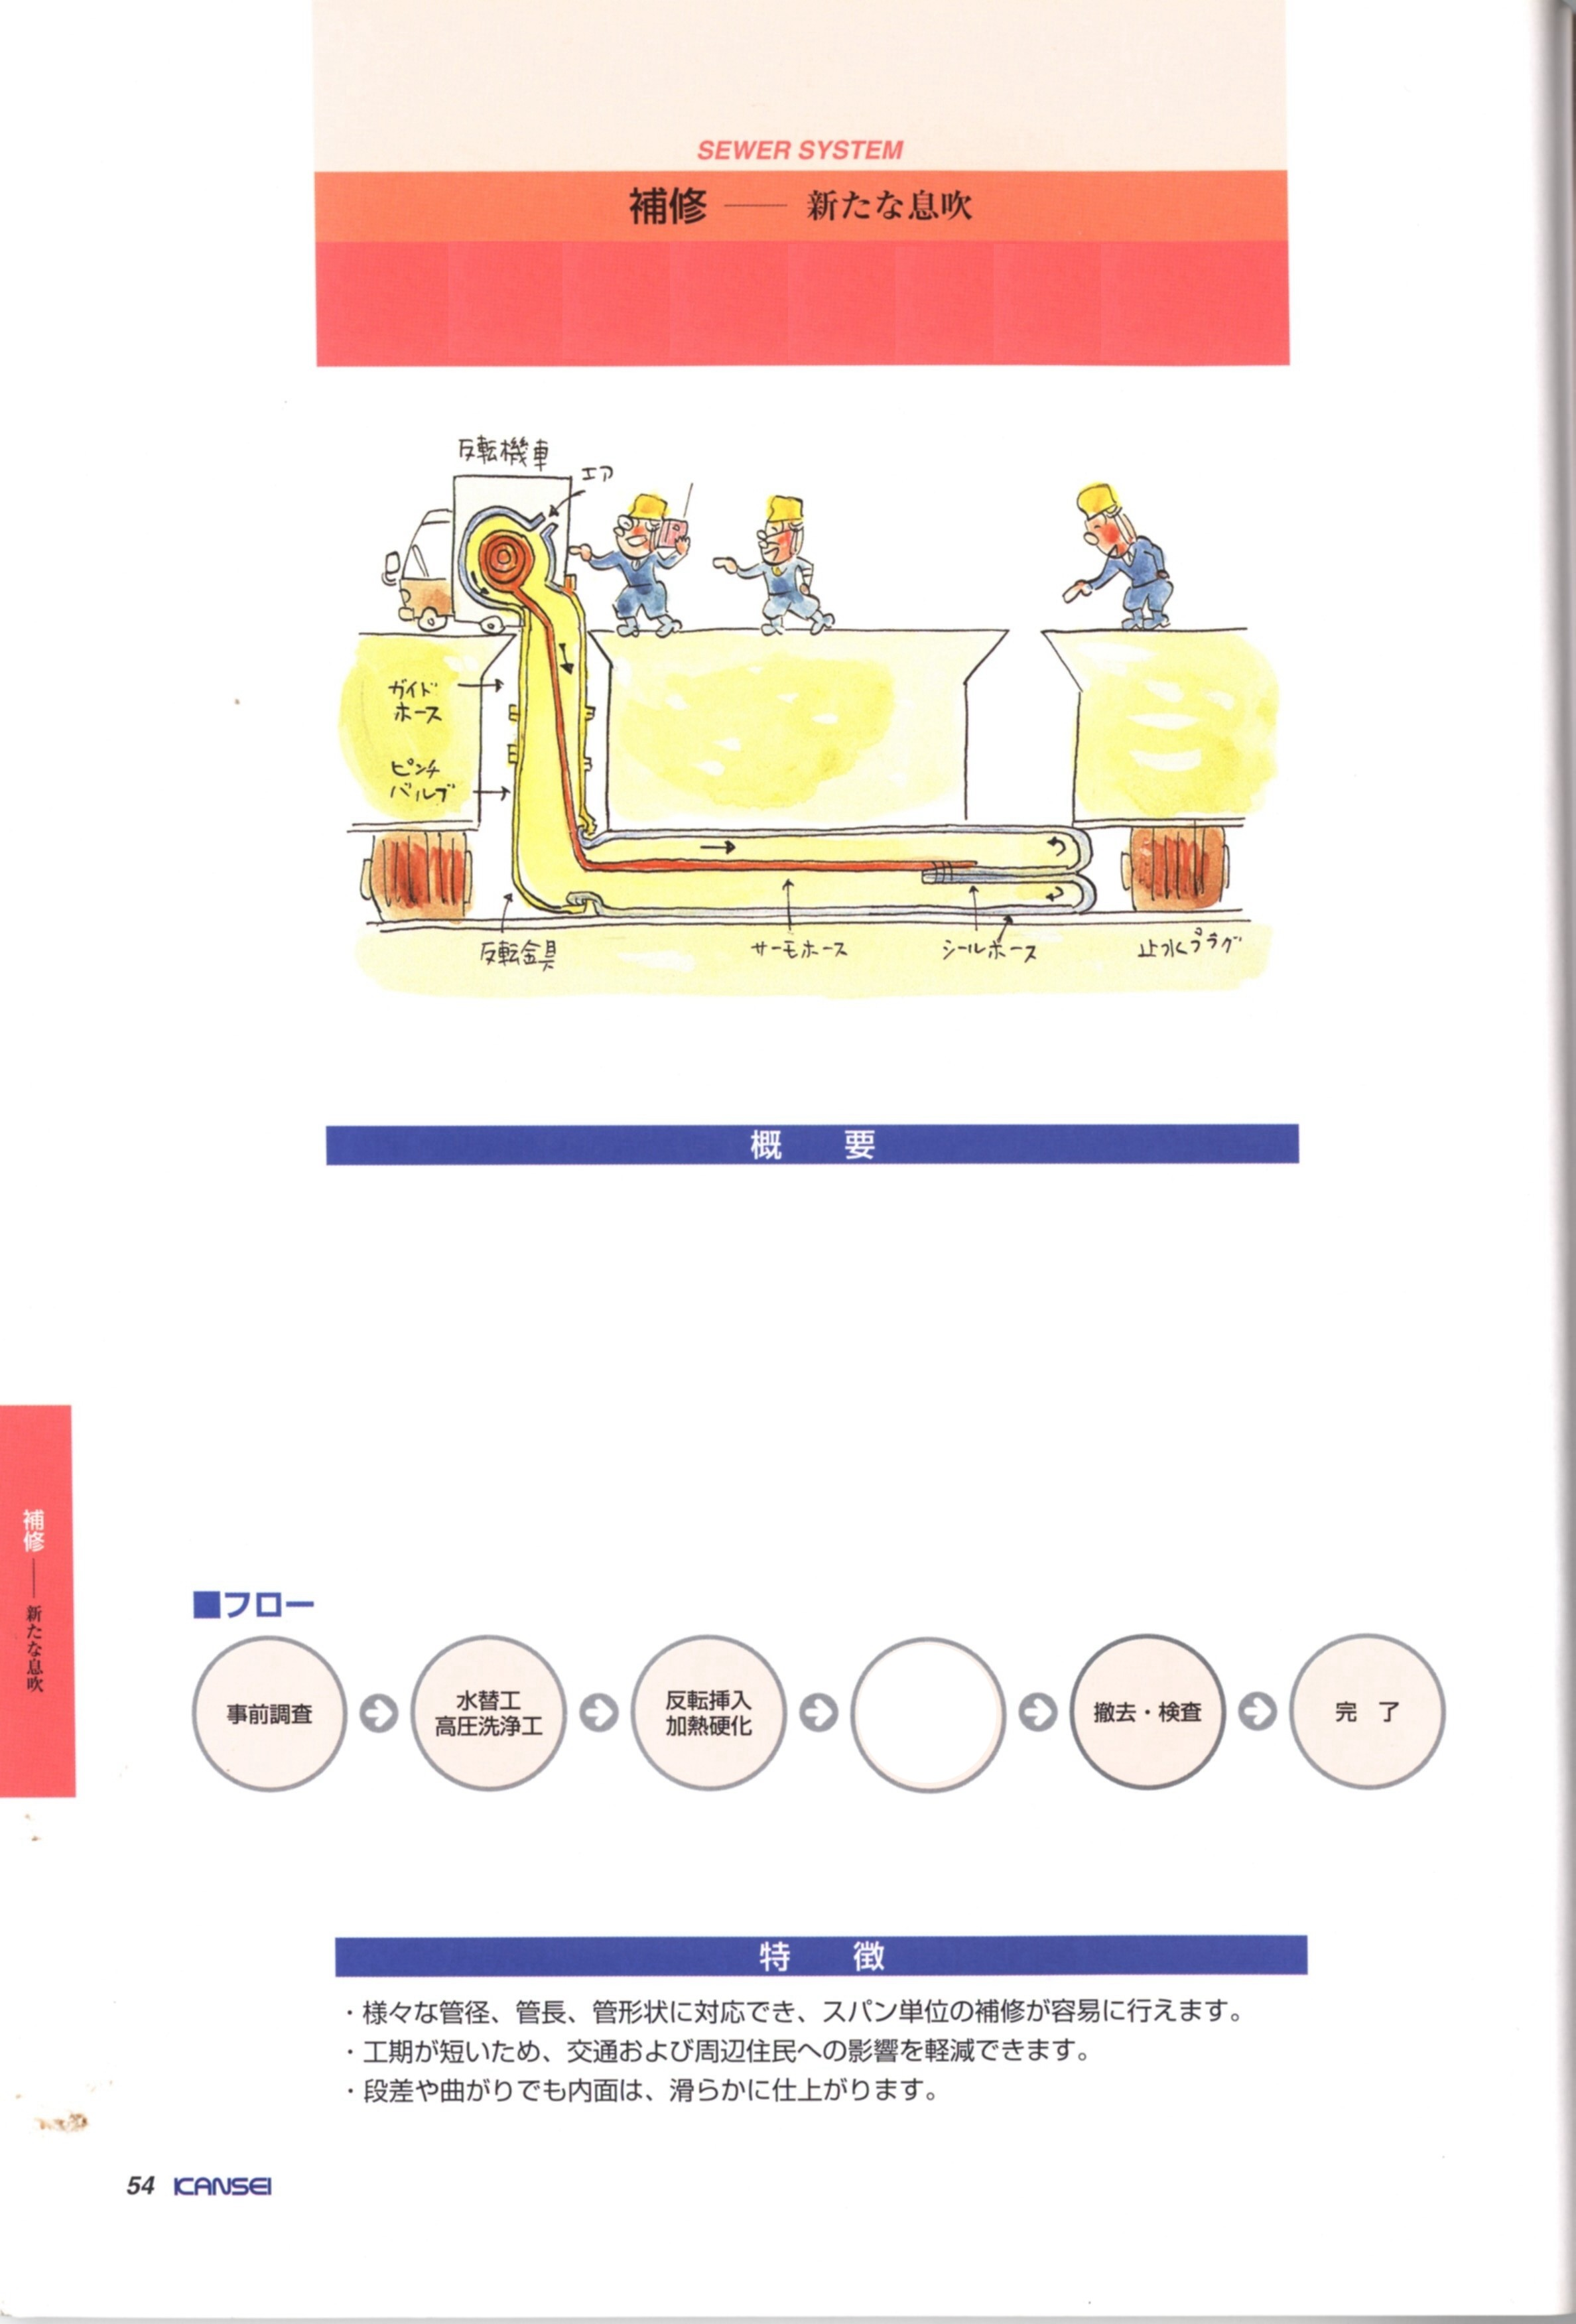 SEWER SYSTEM
補修 ── 新たな息吹
反転機車
エア
ガイド
ホース
ピンチ
バルブ
反転金具
サーモホース
シールホース
止水プラグ
概 要
補修 ── 新たな息吹
■フロー
事前調査
水替工
高圧洗浄工
反転挿入
加熱硬化
撤去・検査
完 了
特 徴
・様々な管径、管長、管形状に対応でき、スパン単位の補修が容易に行えます。
・工期が短いため、交通および周辺住民への影響を軽減できます。
・段差や曲がりでも内面は、滑らかに仕上がります。
54 KANSEI